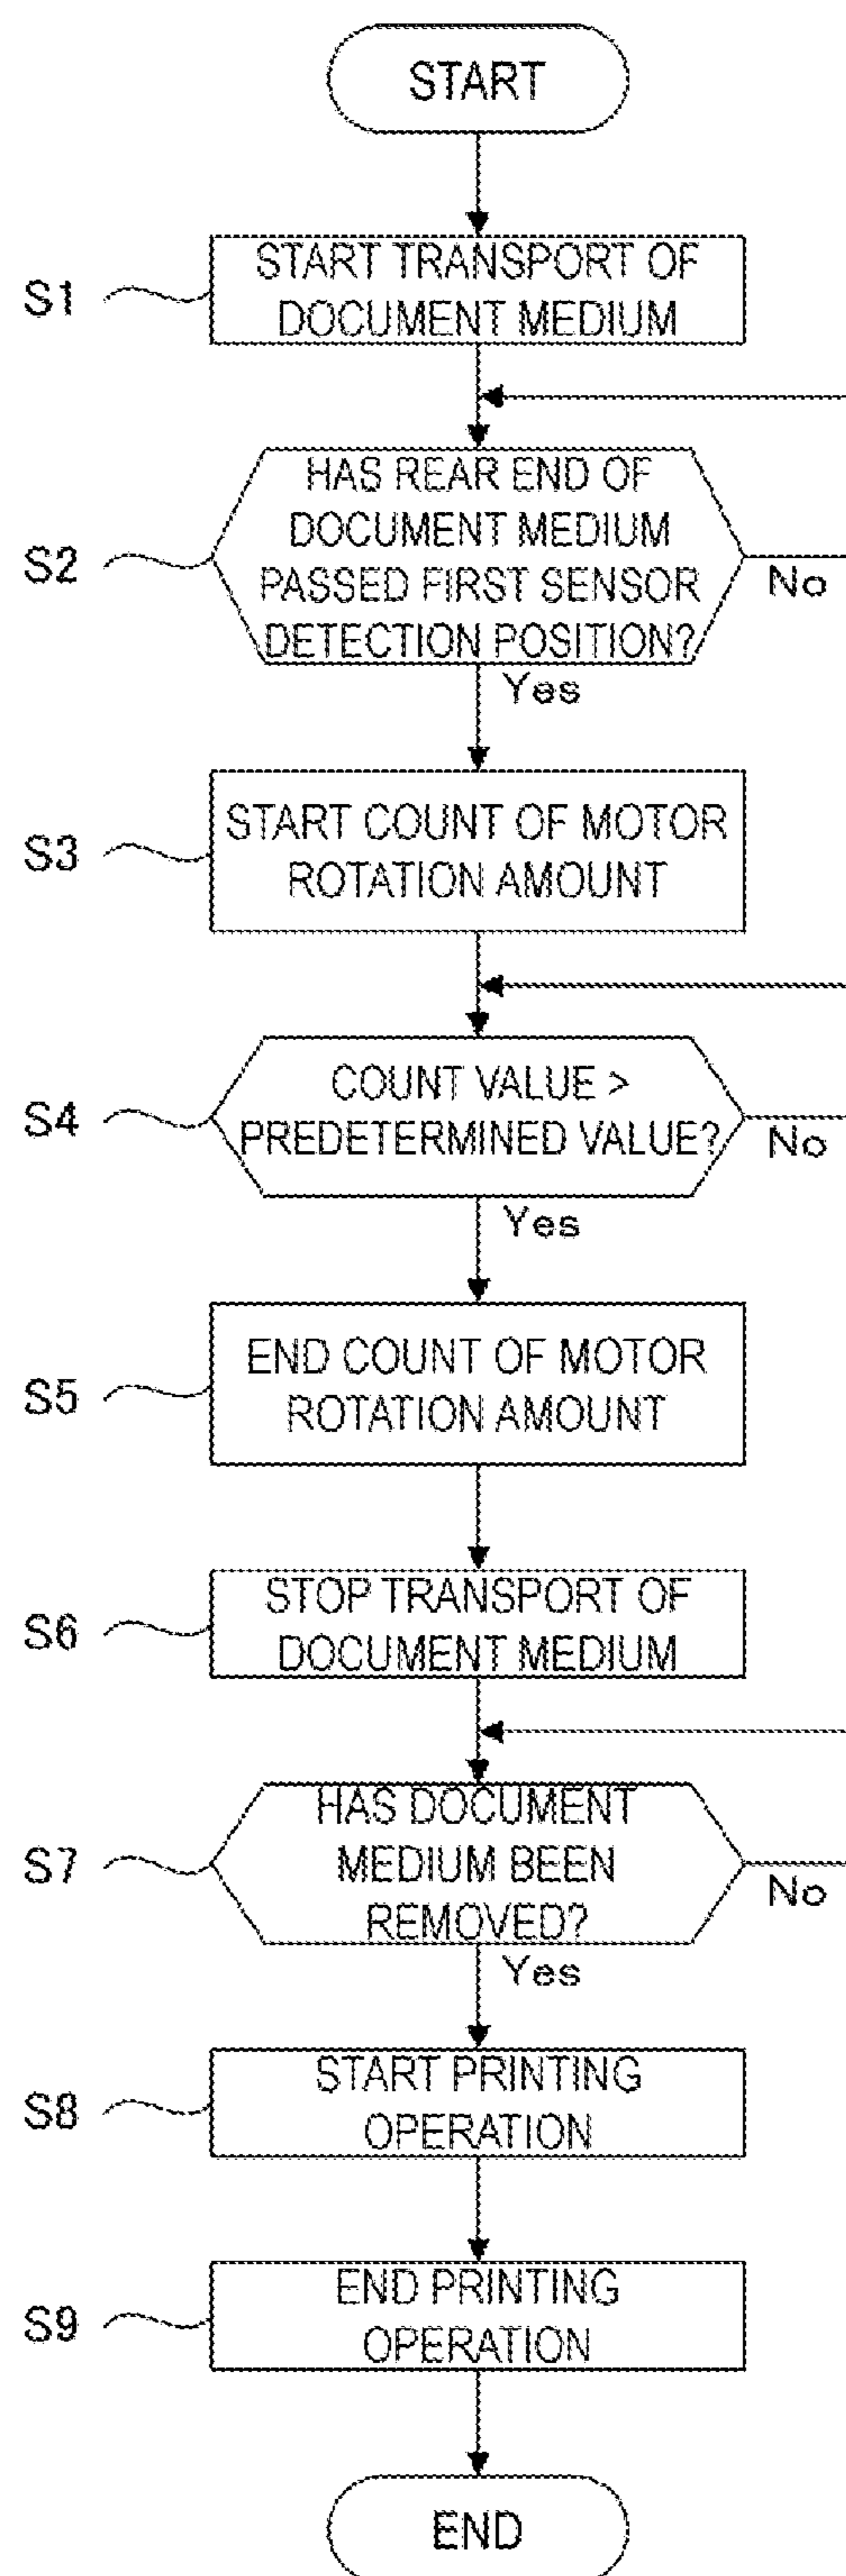 START
S1
START TRANSPORT OF
DOCUMENT MEDIUM
S2
HAS REAR END OF
DOCUMENT MEDIUM
PASSED FIRST SENSOR
DETECTION POSITION?
No
Yes
S3
START COUNT OF MOTOR
ROTATION AMOUNT
S4
COUNT VALUE >
PREDETERMINED VALUE?
No
Yes
S5
END COUNT OF MOTOR
ROTATION AMOUNT
S6
STOP TRANSPORT OF
DOCUMENT MEDIUM
S7
HAS DOCUMENT
MEDIUM BEEN
REMOVED?
No
Yes
S8
START PRINTING
OPERATION
S9
END PRINTING
OPERATION
END